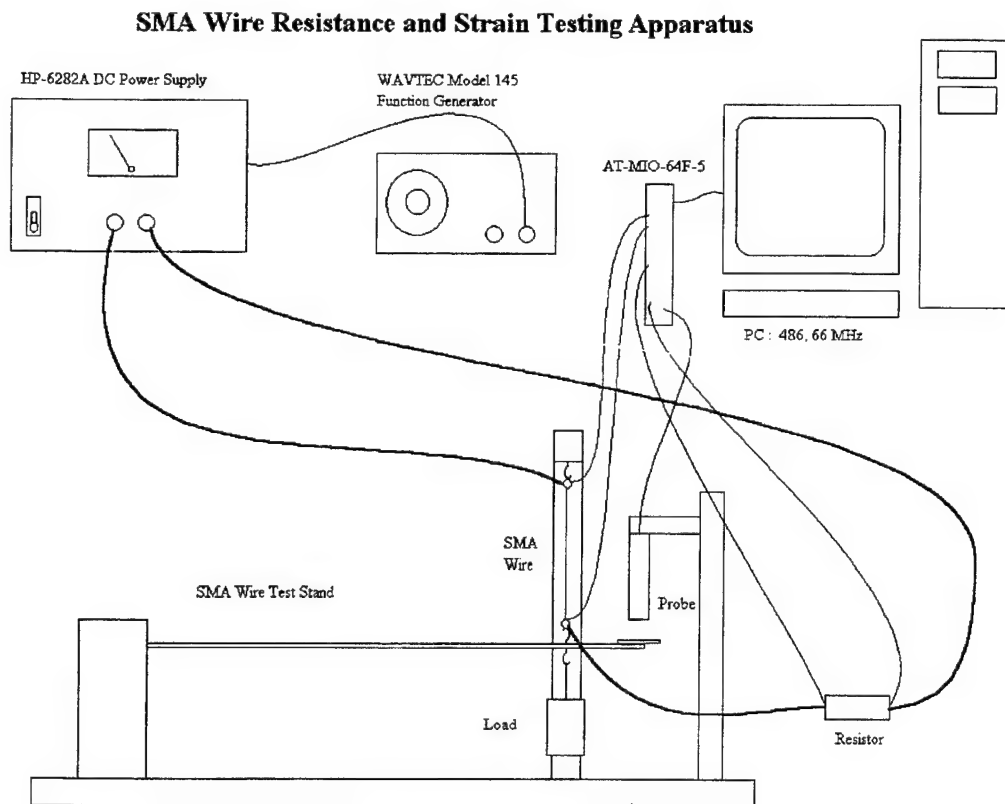 SMA Wire Resistance and Strain Testing Apparatus
HP-6282A DC Power Supply
WAVTEC Model 145
Function Generator
AT-MIO-64F-5
PC : 486, 66 MHz
SMA
Wire
SMA Wire Test Stand
Probe
Load
Resistor